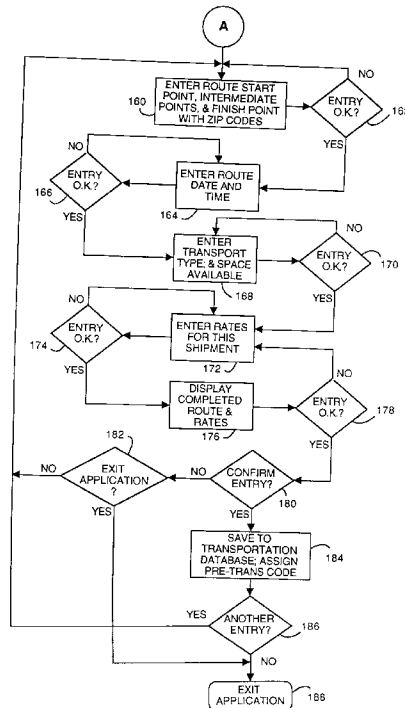 A
NO
ENTER ROUTE START
POINT, INTERMEDIATE
POINTS, & FINISH POINT
WITH ZIP CODES
160
ENTRY
O.K.?
YES
NO
ENTRY
O.K.?
166
YES
ENTER ROUTE
DATE AND
TIME
164
NO
ENTER
TRANSPORT
TYPE; & SPACE
AVAILABLE
168
ENTRY
O.K.?
170
YES
NO
ENTRY
O.K.?
174
YES
ENTER RATES
FOR THIS
SHIPMENT
172
NO
DISPLAY
COMPLETED
ROUTE &
RATES
176
ENTRY
O.K.?
178
YES
182
NO
EXIT
APPLICATION
?
YES
NO
CONFIRM
ENTRY?
180
YES
SAVE TO
TRANSPORTATION
DATABASE; ASSIGN
PRE-TRANS CODE
184
YES
ANOTHER
ENTRY?
186
NO
EXIT
APPLICATION